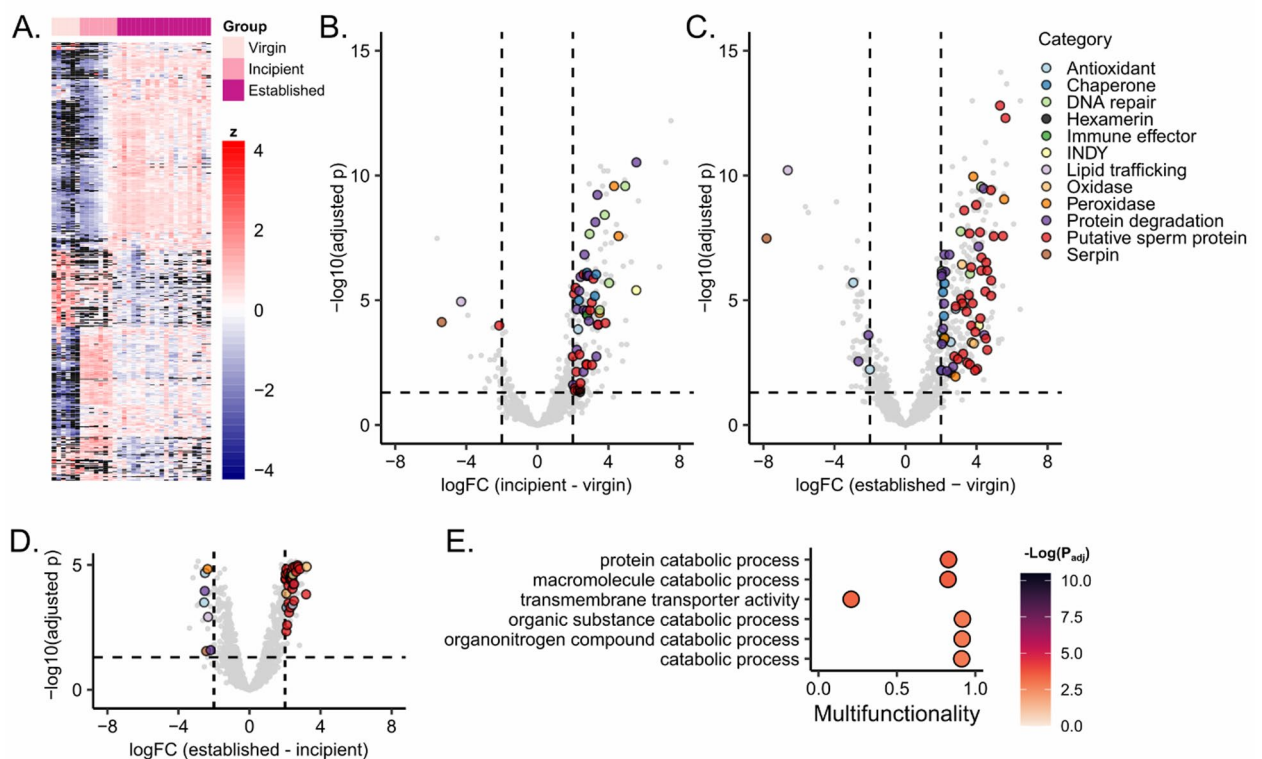 A.
Group
Virgin
Incipient
Established
z
4
2
0
−2
−4
B.
15
10
5
0
−log10(adjusted p)
−8 −4 0 4 8
logFC (incipient - virgin)
C.
15
10
5
0
−log10(adjusted p)
−8 −4 0 4 8
logFC (established − virgin)
Category
Antioxidant
Chaperone
DNA repair
Hexamerin
Immune effector
INDY
Lipid trafficking
Oxidase
Peroxidase
Protein degradation
Putative sperm protein
Serpin
D.
5
0
−log10(adjusted p)
−8 −4 0 4 8
logFC (established - incipient)
E.
protein catabolic process
macromolecule catabolic process
transmembrane transporter activity
organic substance catabolic process
organonitrogen compound catabolic process
catabolic process
0.0 0.5 1.0
Multifunctionality
-Log(Padj)
10.0
7.5
5.0
2.5
0.0